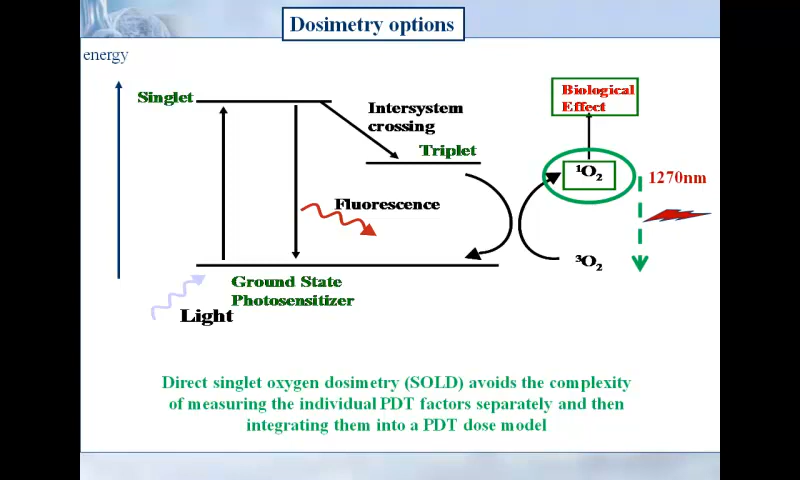 Dosimetry options
energy
Singlet
Intersystem
crossing
Triplet
Biological
Effect
¹O₂
1270nm
Fluorescence
³O₂
Ground State
Photosensitizer
Light
Direct singlet oxygen dosimetry (SOLD) avoids the complexity
of measuring the individual PDT factors separately and then
integrating them into a PDT dose model